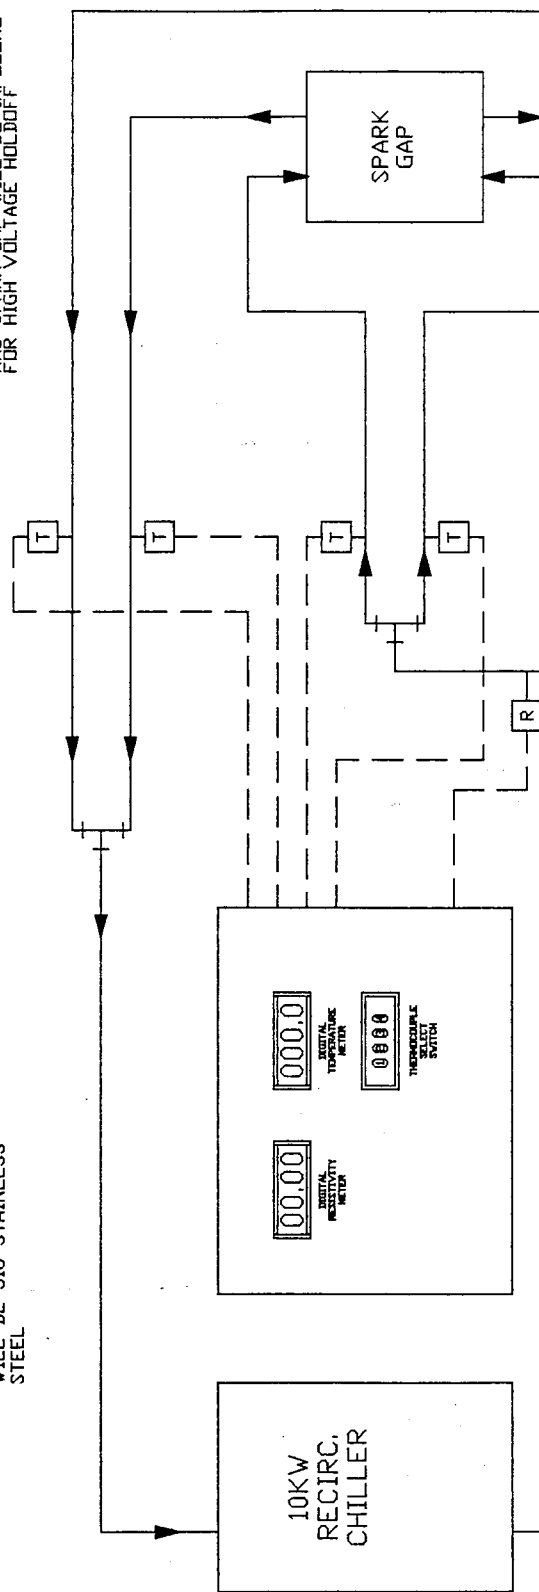 WILL BE 316 STAINLESS
STEEL
FOR HIGH VOLTAGE HOLDOFF
T
T
T
T
R
SPARK
GAP
00.00
DIGITAL
RESISTIVITY
METER
000.0
DIGITAL
TEMPERATURE
METER
THERMOCOUPLE
SELECT
SWITCH
10KW
RECIRC.
CHILLER